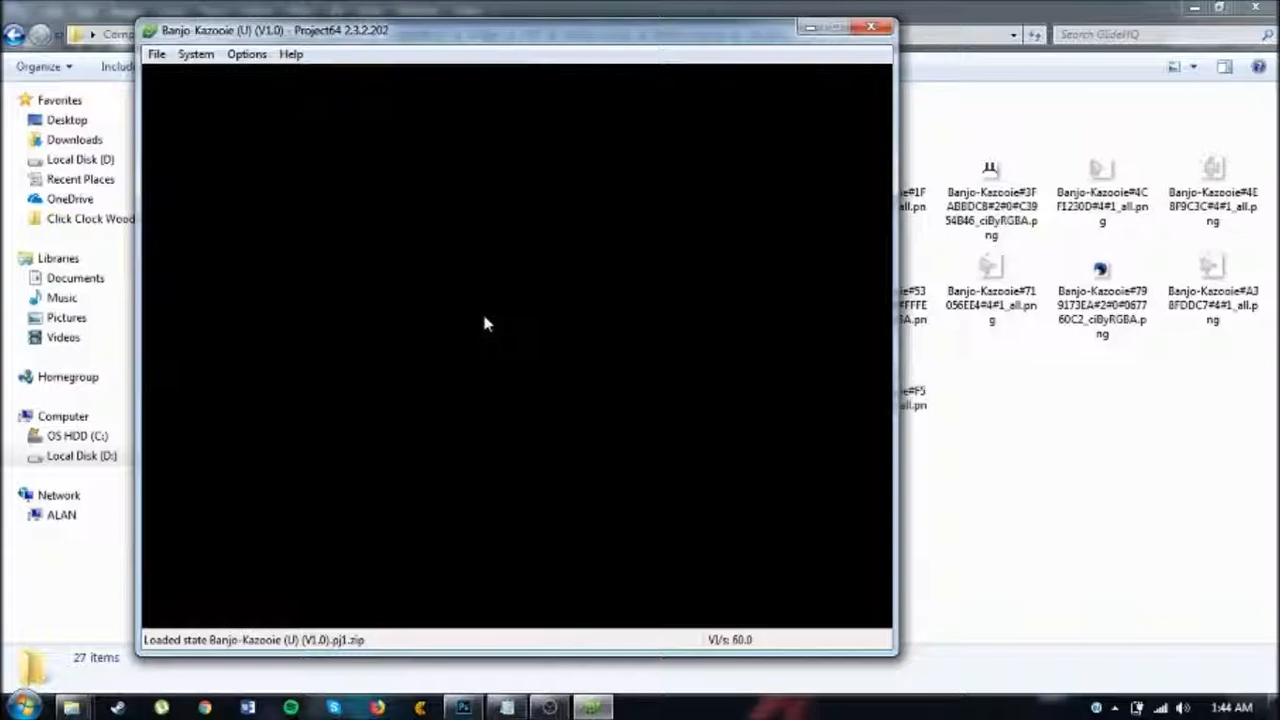 Banjo-Kazooie (U) (V1.0) - Project64 2.3.2.202
File System Options Help
Search GlideHQ
Organize
Favorites
Desktop
Downloads
Local Disk (D)
Recent Places
OneDrive
Click Clock Wood
Libraries
Documents
Music
Pictures
Videos
Homegroup
Computer
OS HDD (C:)
Local Disk (D:)
Network
ALAN
Banjo-Kazooie#3F
ABBDCB#2#0#C39
54B46_ciByRGBA.p
ng
Banjo-Kazooie#4C
F1230D#4#1_all.pn
g
Banjo-Kazooie#4E
8F9C3C#4#1_all.p
ng
Banjo-Kazooie#71
056EE4#4#1_all.pn
g
Banjo-Kazooie#79
9173EA#2#0#0677
60C2_ciByRGBA.p
ng
Banjo-Kazooie#A3
8FDDC7#4#1_all.p
ng
Loaded state Banjo-Kazooie (U) (V1.0).pj1.zip
VI/s: 60.0
27 items
1:44 AM